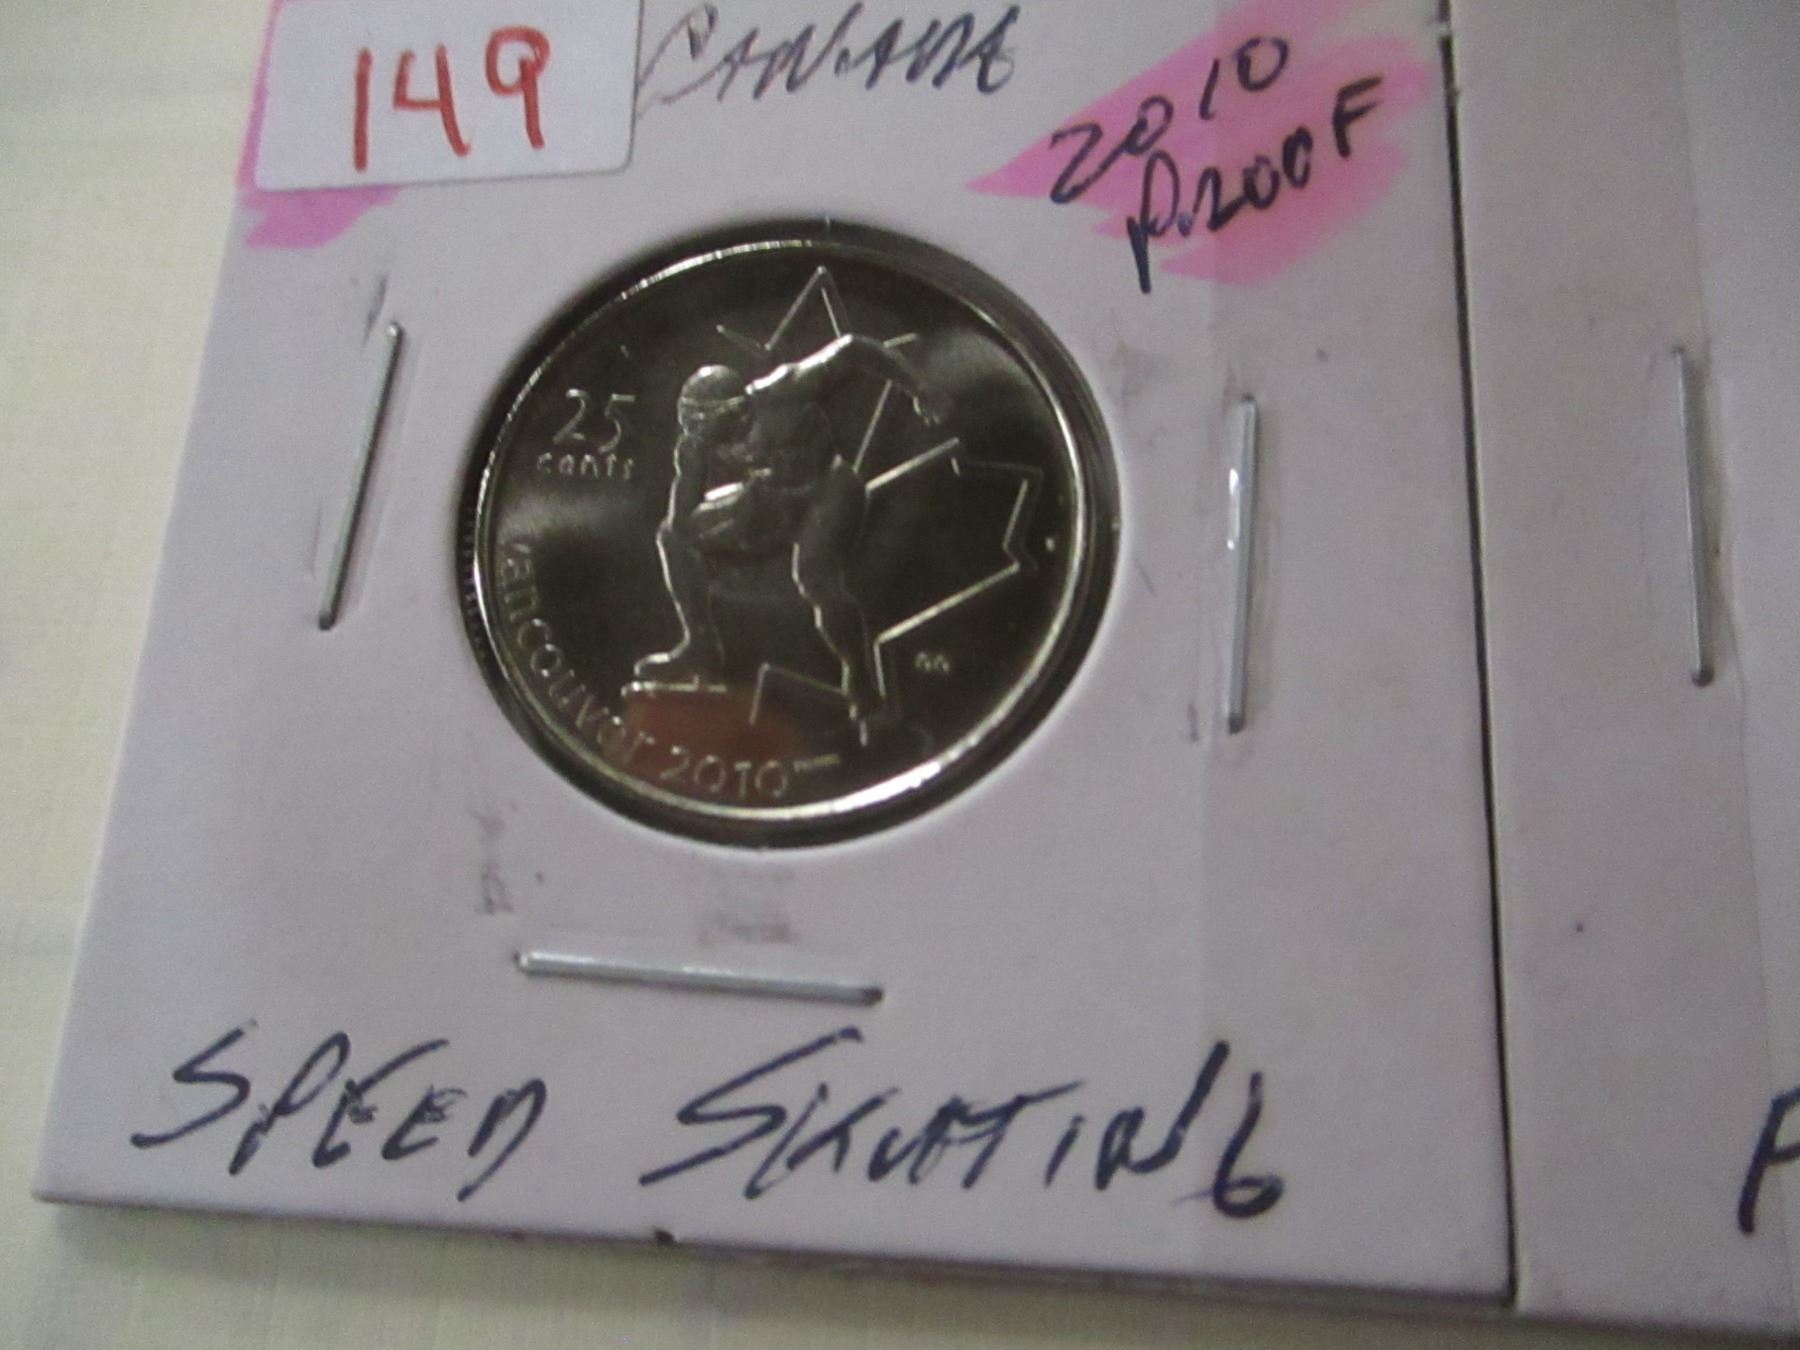 149
CANADA
2010
PROOF
25
cents
vancouver 2010
SPEED SKATING
P